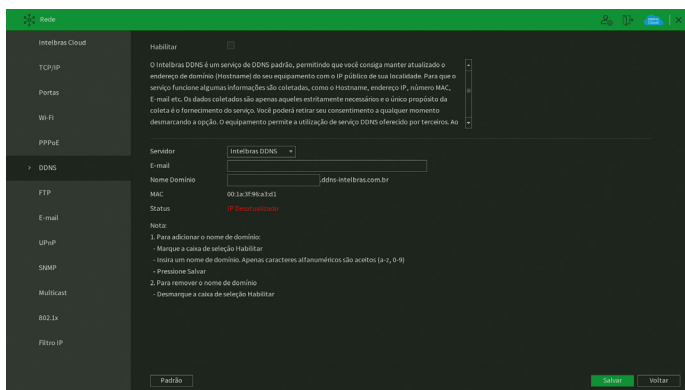 Rede
Intelbras Cloud
TCP/IP
Portas
Wi-Fi
PPPoE
DDNS
FTP
E-mail
UPnP
SNMP
Multicast
802.1x
Filtro IP
Habilitar
O Intelbras DDNS é um serviço de DDNS padrão, permitindo que você consiga manter atualizado o
endereço de domínio (Hostname) do seu equipamento com o IP público de sua localidade. Para que o
serviço funcione algumas informações são coletadas, como o Hostname, endereço IP, número MAC,
E-mail etc. Os dados coletados são apenas aqueles estritamente necessários e o único propósito da
coleta é o fornecimento do serviço. Você poderá retirar seu consentimento a qualquer momento
desmarcando a opção. O equipamento permite a utilização de serviço DDNS oferecido por terceiros. Ao
Servidor Intelbras DDNS
E-mail
Nome Domínio .ddns-intelbras.com.br
MAC 00:1a:3f:96:a3:d1
Status IP Desatualizado
Nota:
1. Para adicionar o nome de domínio:
- Marque a caixa de seleção Habilitar
- Insira um nome de domínio. Apenas caracteres alfanuméricos são aceitos (a-z, 0-9)
- Pressione Salvar
2. Para remover o nome de domínio
- Desmarque a caixa de seleção Habilitar
Padrão
Salvar
Voltar